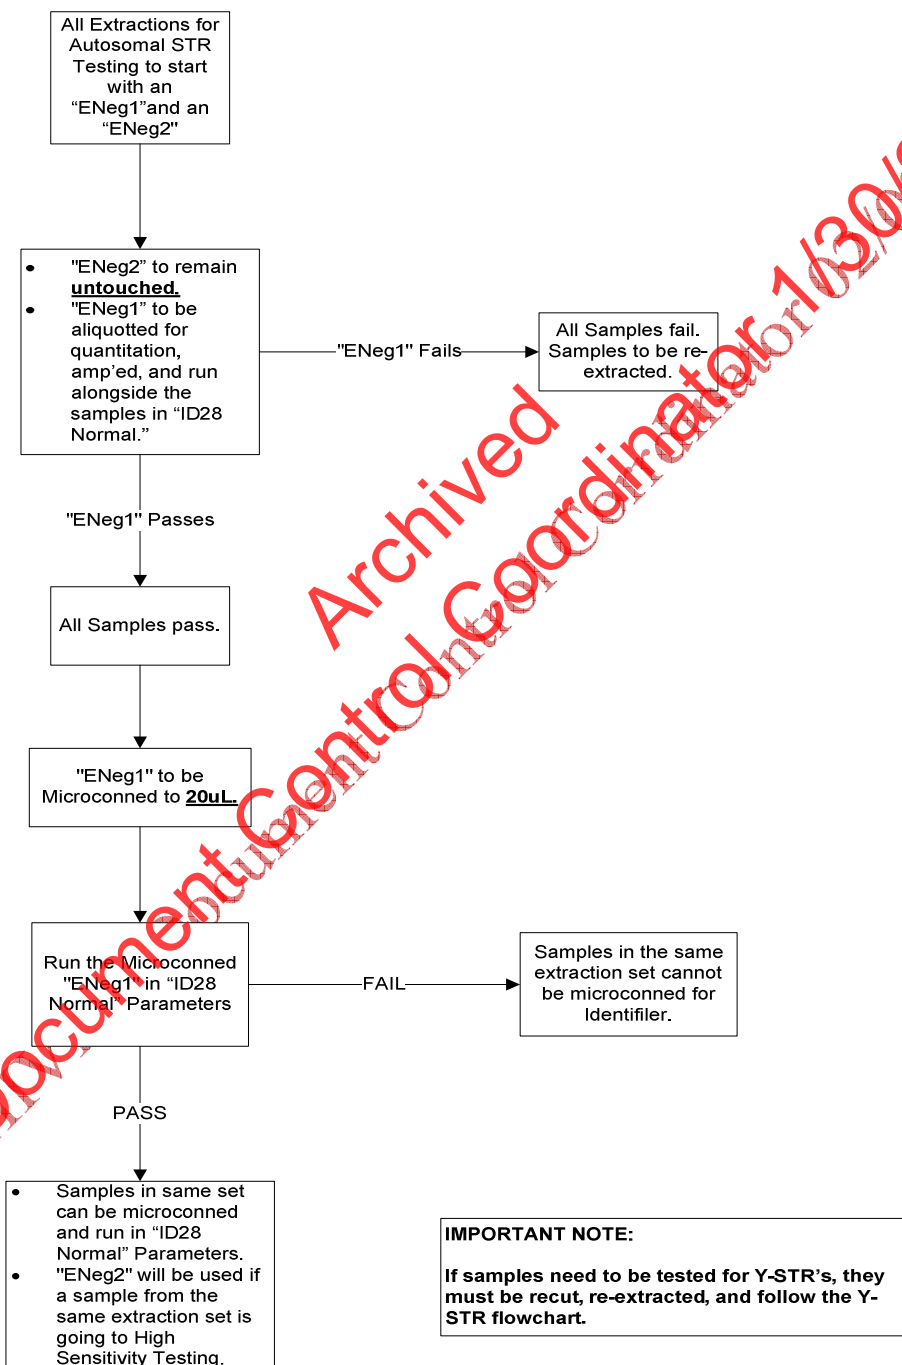 All Extractions for
Autosomal STR
Testing to start
with an
“ENeg1”and an
“ENeg2"
• "ENeg2” to remain
untouched.
• "ENeg1” to be
aliquotted for
quantitation,
amp’ed, and run
alongside the
samples in “ID28
Normal.”
"ENeg1" Fails
All Samples fail.
Samples to be re-
extracted.
"ENeg1" Passes
All Samples pass.
"ENeg1" to be
Microconned to 20uL.
Run the Microconned
"ENeg1" in “ID28
Normal” Parameters
FAIL
Samples in the same
extraction set cannot
be microconned for
Identifiler.
PASS
• Samples in same set
can be microconned
and run in “ID28
Normal” Parameters.
• "ENeg2" will be used if
a sample from the
same extraction set is
going to High
Sensitivity Testing.
IMPORTANT NOTE:
If samples need to be tested for Y-STR’s, they
must be recut, re-extracted, and follow the Y-
STR flowchart.
Archived
Document Control Coordinator 1/30/